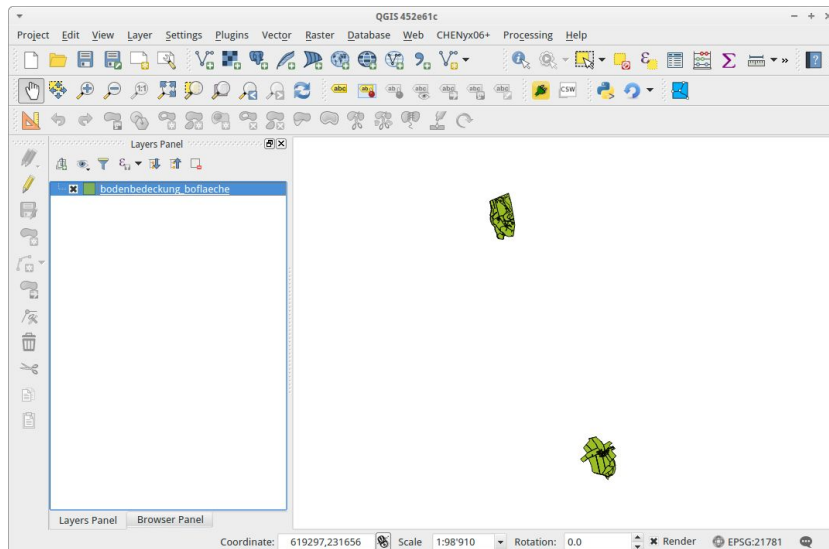 QGIS 452e61c
Project Edit View Layer Settings Plugins Vector Raster Database Web CHENyx06+ Processing Help
abc CSW
Layers Panel
bodenbedeckung_boflaeche
Layers Panel Browser Panel
Coordinate: 619297,231656 Scale 1:98'910 Rotation: 0.0 Render EPSG:21781